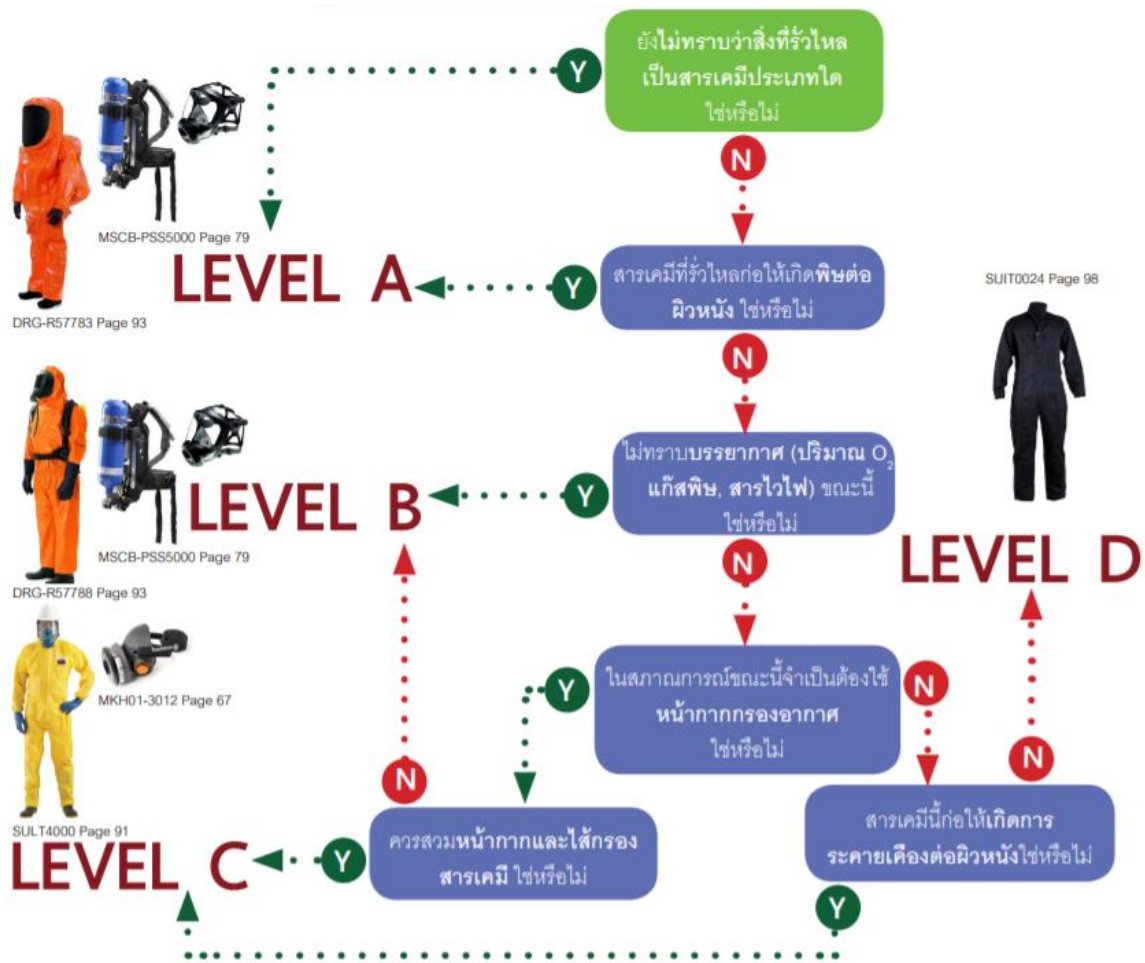 ยังไม่ทราบว่าสิ่งที่รั่วไหล
เป็นสารเคมีประเภทใด
ใช่หรือไม่
Y
N
MSCB-PSS5000 Page 79
LEVEL A
DRG-R57783 Page 93
Y
สารเคมีที่รั่วไหลก่อให้เกิดพิษต่อ
ผิวหนัง ใช่หรือไม่
N
SUIT0024 Page 98
ไม่ทราบบรรยากาศ (ปริมาณ O₂
แก๊สพิษ, สารไวไฟ) ขณะนี้
ใช่หรือไม่
Y
LEVEL B
MSCB-PSS5000 Page 79
DRG-R57788 Page 93
N
LEVEL D
ในสภาณการณ์ขณะนี้จำเป็นต้องใช้
หน้ากากกรองอากาศ
ใช่หรือไม่
Y
N
MKH01-3012 Page 67
N
N
สารเคมีนี้ก่อให้เกิดการ
ระคายเคืองต่อผิวหนังใช่หรือไม่
ควรสวมหน้ากากและไส้กรอง
สารเคมี ใช่หรือไม่
Y
SULT4000 Page 91
LEVEL C
Y